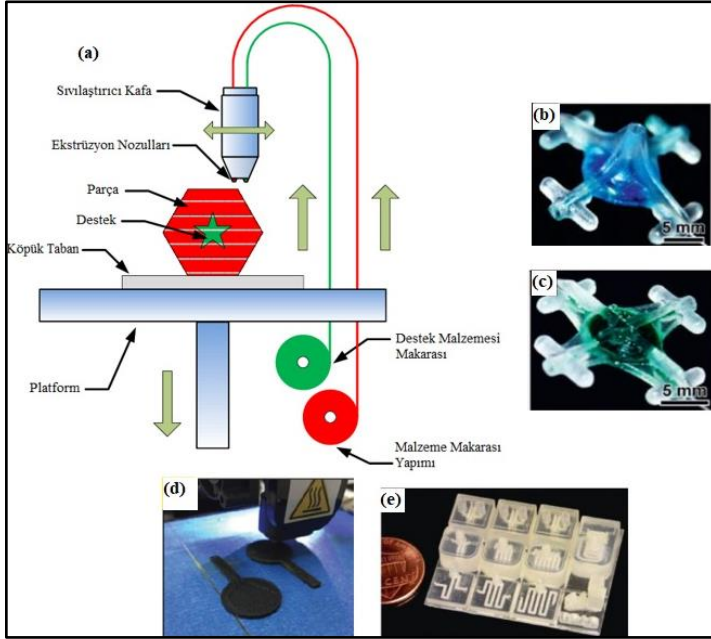 (a)
Sıvılaştırıcı Kafa
Ekstrüzyon Nozulları
Parça
Destek
Köpük Taban
Platform
Destek Malzemesi
Makarası
Malzeme Makarası
Yapımı
(b)
5 mm
(c)
5 mm
(d)
(e)